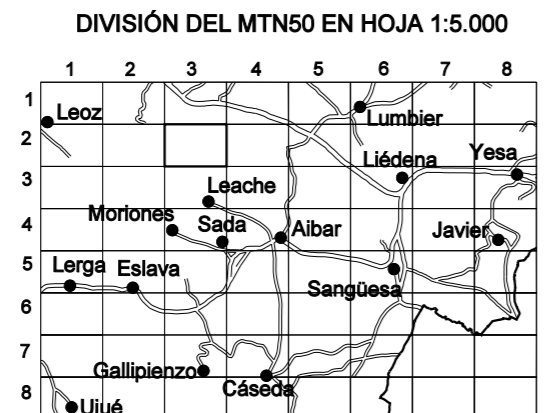 DIVISIÓN DEL MTN50 EN HOJA 1:5.000
1 2 3 4 5 6 7 8
1
Leoz
Lumbier
2
Liédena
Yesa
3
Leache
4
Moriones
Sada
Aibar
Javier
5
Lerga
Eslava
Sangüesa
6
7
Gallipienzo
Cáseda
8
Ujué